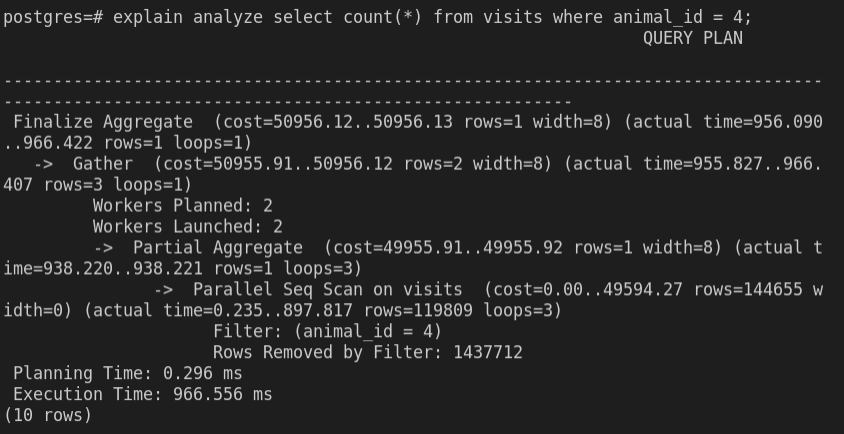 postgres=# explain analyze select count(*) from visits where animal_id = 4;
QUERY PLAN
----------------------------------------------------------------------------------
---------------------------------------------------------
Finalize Aggregate  (cost=50956.12..50956.13 rows=1 width=8) (actual time=956.090
..966.422 rows=1 loops=1)
->  Gather  (cost=50955.91..50956.12 rows=2 width=8) (actual time=955.827..966.
407 rows=3 loops=1)
Workers Planned: 2
Workers Launched: 2
->  Partial Aggregate  (cost=49955.91..49955.92 rows=1 width=8) (actual t
ime=938.220..938.221 rows=1 loops=3)
->  Parallel Seq Scan on visits  (cost=0.00..49594.27 rows=144655 w
idth=0) (actual time=0.235..897.817 rows=119809 loops=3)
Filter: (animal_id = 4)
Rows Removed by Filter: 1437712
Planning Time: 0.296 ms
Execution Time: 966.556 ms
(10 rows)